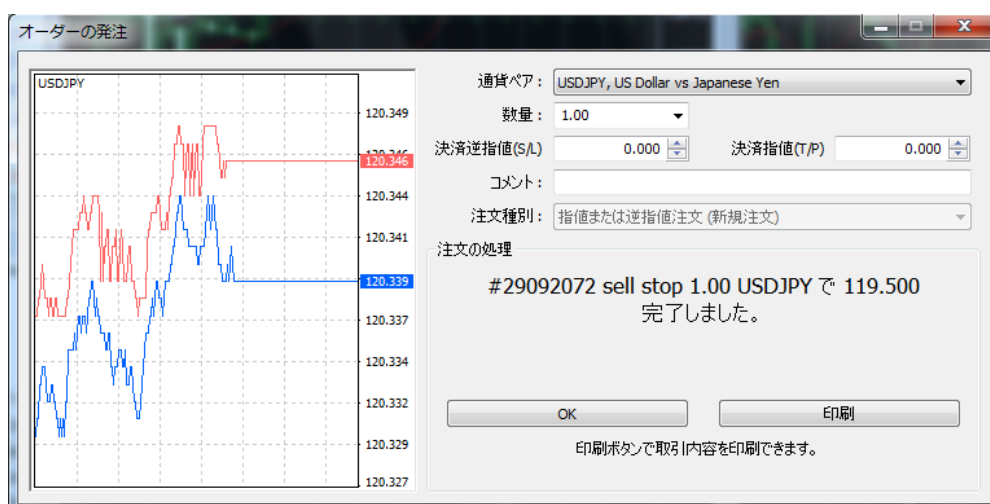 オーダーの発注
USDJPY
120.349
120.346
120.344
120.341
120.339
120.337
120.334
120.332
120.329
120.327
通貨ペア: USDJPY, US Dollar vs Japanese Yen
数量: 1.00
決済逆指値(S/L) 0.000 決済指値(T/P) 0.000
コメント:
注文種別: 指値または逆指値注文 (新規注文)
注文の処理
#29092072 sell stop 1.00 USDJPY で 119.500
完了しました。
OK 印刷
印刷ボタンで取引内容を印刷できます。